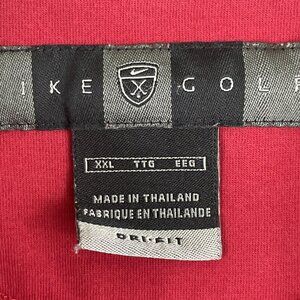 IKE GOLF
XXL TTG EEG
MADE IN THAILAND
FABRIQUE EN THAILANDE
DRI-FIT